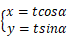 x = tcosα
y = tsinα